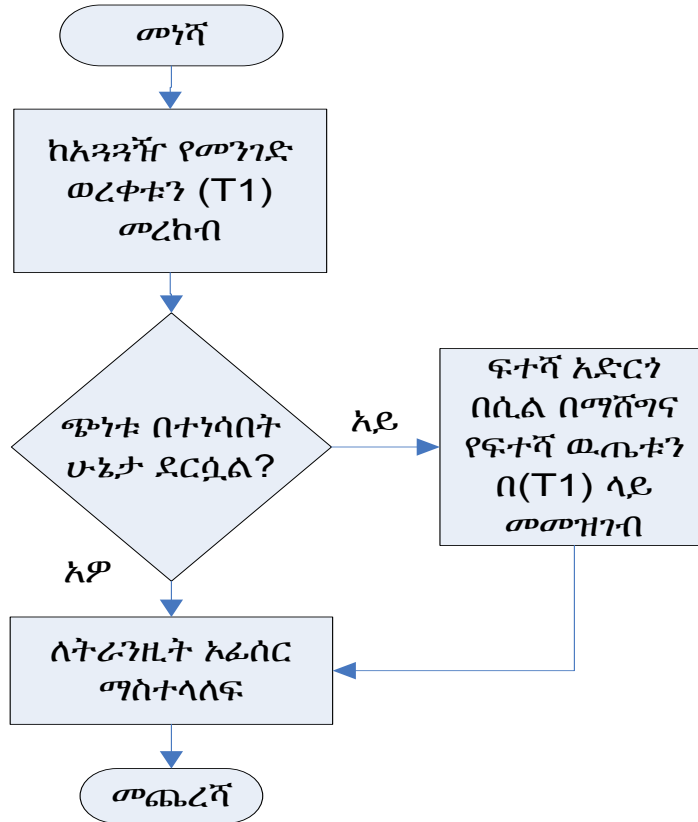 መነሻ
ከአጓጓዥ የመንገድ
ወረቀቱን (T1)
መረከብ
ጭነቱ በተነሳበት
ሁኔታ ደርሷል?
አይ
ፍተሻ አድርጎ
በሲል በማሸግና
የፍተሻ ዉጤቱን
በ(T1) ላይ
መመዝገብ
አዎ
ለትራንዚት ኦፊሰር
ማስተላለፍ
መጨረሻ